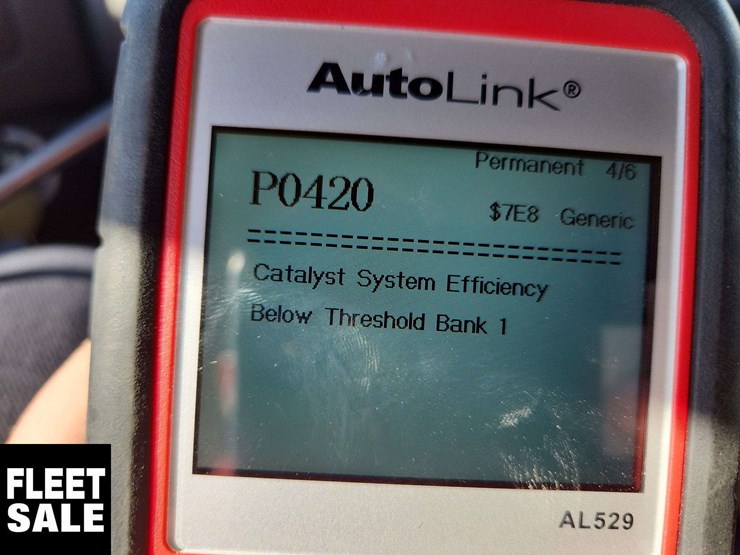 AutoLink®
Permanent 4/6
P0420
$7E8 Generic
Catalyst System Efficiency
Below Threshold Bank 1
AL529
FLEET
SALE